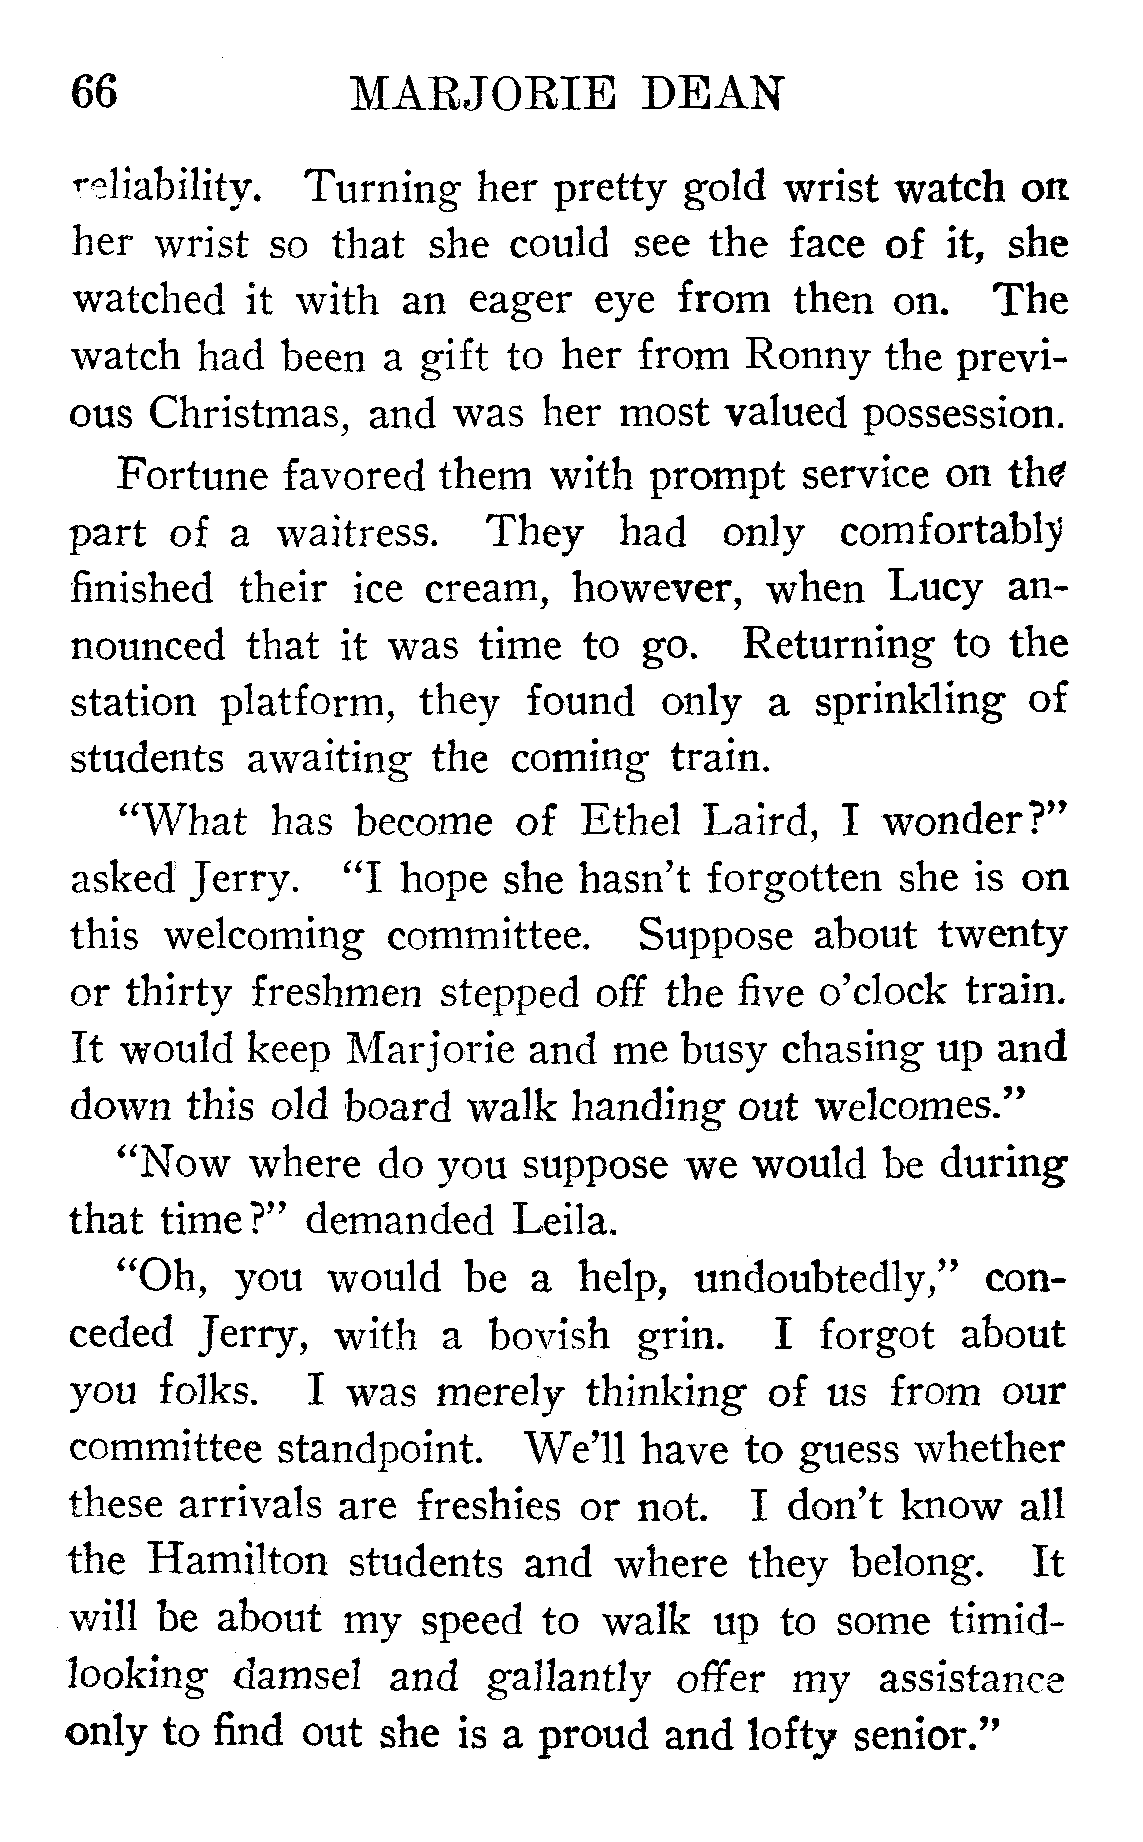 66 MARJORIE DEAN
reliability. Turning her pretty gold wrist watch on
her wrist so that she could see the face of it, she
watched it with an eager eye from then on. The
watch had been a gift to her from Ronny the previ-
ous Christmas, and was her most valued possession.
Fortune favored them with prompt service on the
part of a waitress. They had only comfortably
finished their ice cream, however, when Lucy an-
nounced that it was time to go. Returning to the
station platform, they found only a sprinkling of
students awaiting the coming train.
“What has become of Ethel Laird, I wonder?”
asked Jerry. “I hope she hasn’t forgotten she is on
this welcoming committee. Suppose about twenty
or thirty freshmen stepped off the five o’clock train.
It would keep Marjorie and me busy chasing up and
down this old board walk handing out welcomes.”
“Now where do you suppose we would be during
that time?” demanded Leila.
“Oh, you would be a help, undoubtedly,” con-
ceded Jerry, with a boyish grin. I forgot about
you folks. I was merely thinking of us from our
committee standpoint. We’ll have to guess whether
these arrivals are freshies or not. I don’t know all
the Hamilton students and where they belong. It
will be about my speed to walk up to some timid-
looking damsel and gallantly offer my assistance
only to find out she is a proud and lofty senior.”